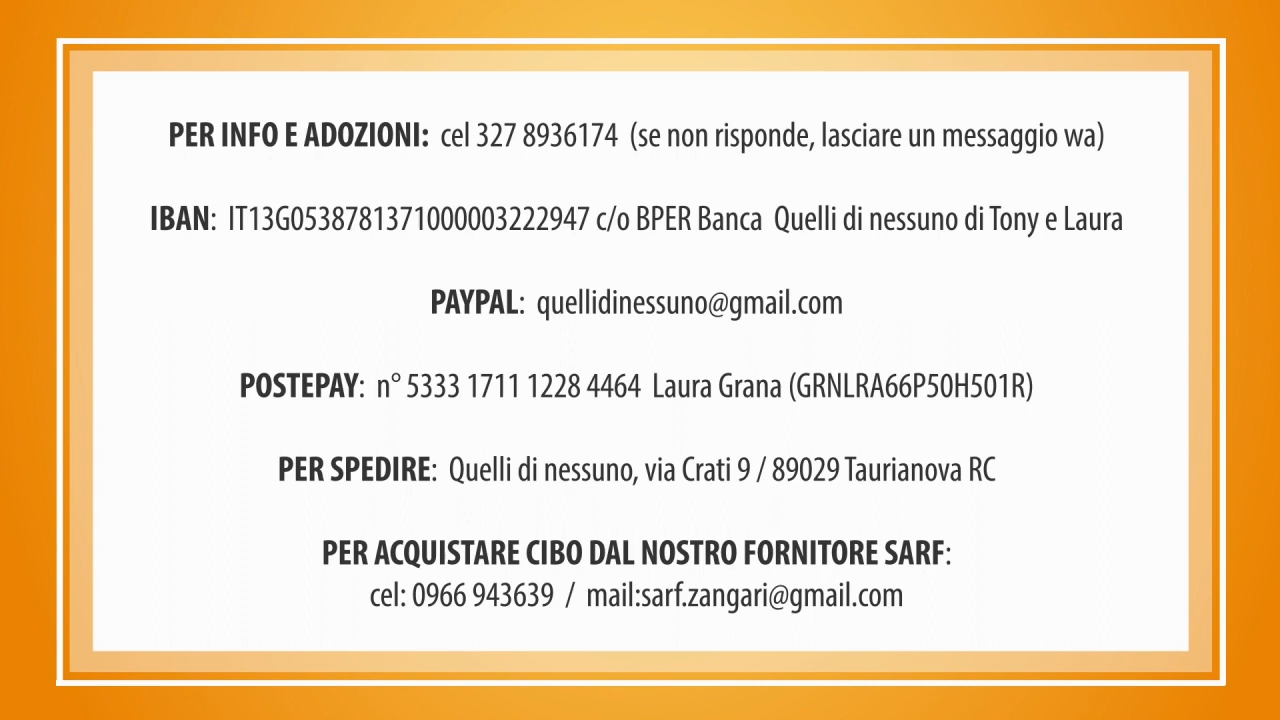 PER INFO E ADOZIONI: cel 327 8936174 (se non risponde, lasciare un messaggio wa)
IBAN: IT13G0538781371000003222947 c/o BPER Banca Quelli di nessuno di Tony e Laura
PAYPAL: quellidinessuno@gmail.com
POSTEPAY: n° 5333 1711 1228 4464 Laura Grana (GRNLRA66P50H501R)
PER SPEDIRE: Quelli di nessuno, via Crati 9 / 89029 Taurianova RC
PER ACQUISTARE CIBO DAL NOSTRO FORNITORE SARF:
cel: 0966 943639 / mail:sarf.zangari@gmail.com